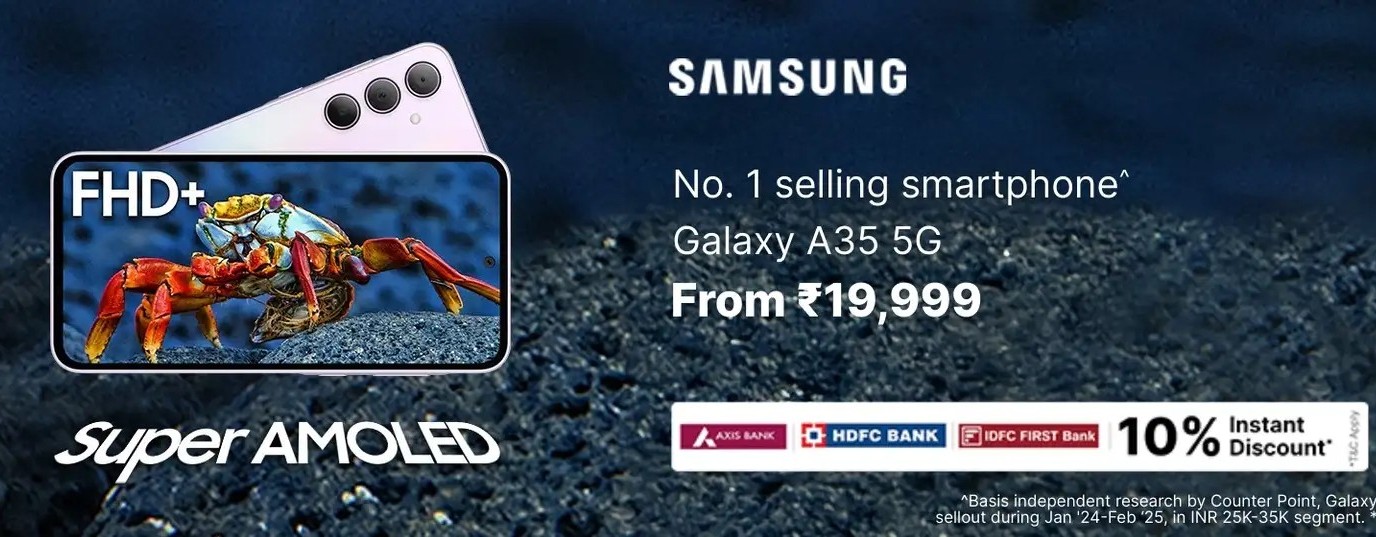 SAMSUNG
No. 1 selling smartphone^
Galaxy A35 5G
From ₹19,999
FHD+
Super AMOLED
AXIS BANK
HDFC BANK
IDFC FIRST Bank
10% Instant Discount*
*T&C Apply
^Basis independent research by Counter Point, Galaxy
sellout during Jan '24-Feb '25, in INR 25K-35K segment. *